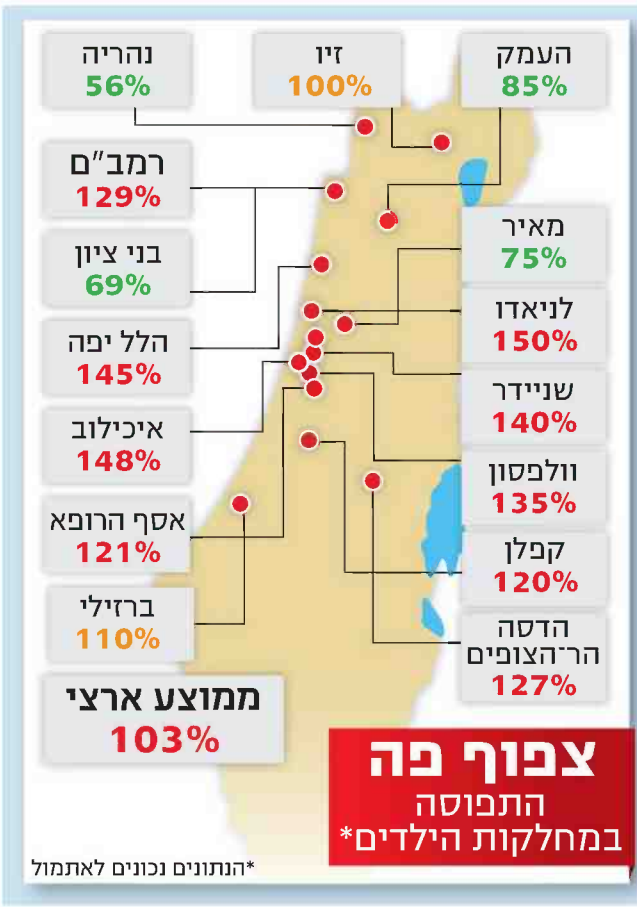 נהריה
56%
זיו
100%
העמק
85%
רמב"ם
129%
בני ציון
69%
הלל יפה
145%
איכילוב
148%
אסף הרופא
121%
ברזילי
110%
מאיר
75%
לניאדו
150%
שניידר
140%
וולפסון
135%
קפלן
120%
הדסה
הר־הצופים
127%
ממוצע ארצי
103%
צפוף פה
התפוסה
במחלקות הילדים*
*הנתונים נכונים לאתמול